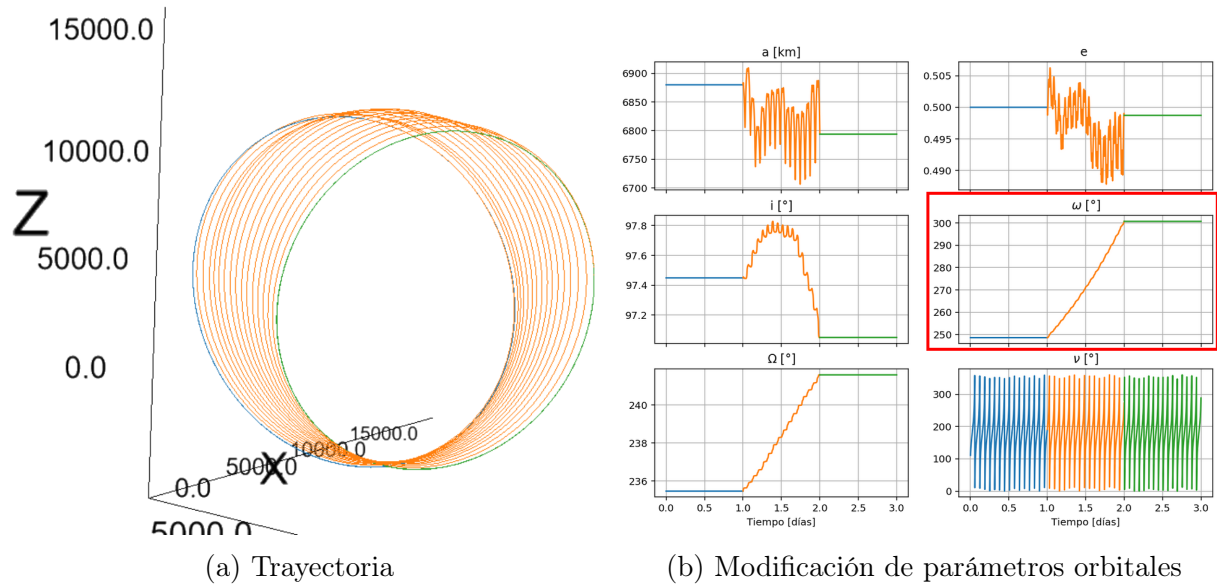 15000.0
10000.0
Z
5000.0
0.0
15000.0
10000.0
5000.0
X
0.0
5000.0
a [km]
6900
6850
6800
6750
6700
e
0.505
0.500
0.495
0.490
i [°]
97.8
97.6
97.4
97.2
ω [°]
300
290
280
270
260
250
Ω [°]
240
238
236
0.0 0.5 1.0 1.5 2.0 2.5 3.0
Tiempo [días]
ν [°]
300
200
100
0
0.0 0.5 1.0 1.5 2.0 2.5 3.0
Tiempo [días]
(a) Trayectoria
(b) Modificación de parámetros orbitales